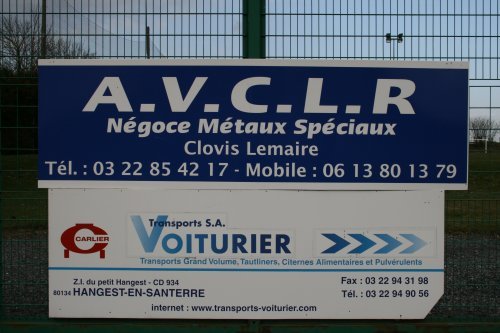 A.V.C.L.R
Négoce Métaux Spéciaux
Clovis Lemaire
Tél. : 03 22 85 42 17 - Mobile : 06 13 80 13 79
CARLIER
Transports S.A.
VOITURIER
Transports Grand Volume, Tautliners, Citernes Alimentaires et Pulvérulents
Z.I. du petit Hangest - CD 934
80134 HANGEST-EN-SANTERRE
Fax : 03 22 94 31 98
Tél. : 03 22 94 90 56
internet : www.transports-voiturier.com